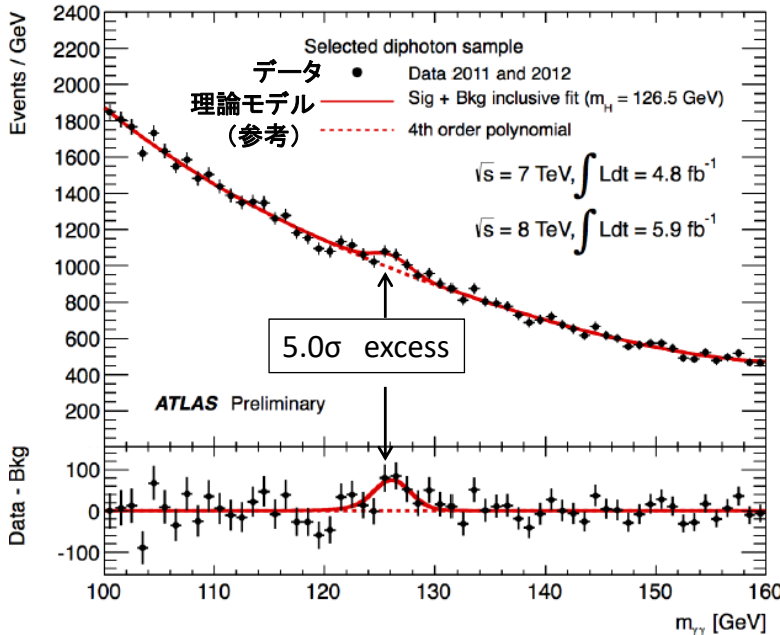 Events / GeV
2400
2200
2000
1800
1600
1400
1200
1000
800
600
400
200
Selected diphoton sample
データ Data 2011 and 2012
理論モデル Sig + Bkg inclusive fit (m_H = 126.5 GeV)
(参考) 4th order polynomial
√s = 7 TeV, ∫ Ldt = 4.8 fb⁻¹
√s = 8 TeV, ∫ Ldt = 5.9 fb⁻¹
5.0σ excess
ATLAS Preliminary
Data - Bkg
100
0
-100
100 110 120 130 140 150 160
m_γγ [GeV]